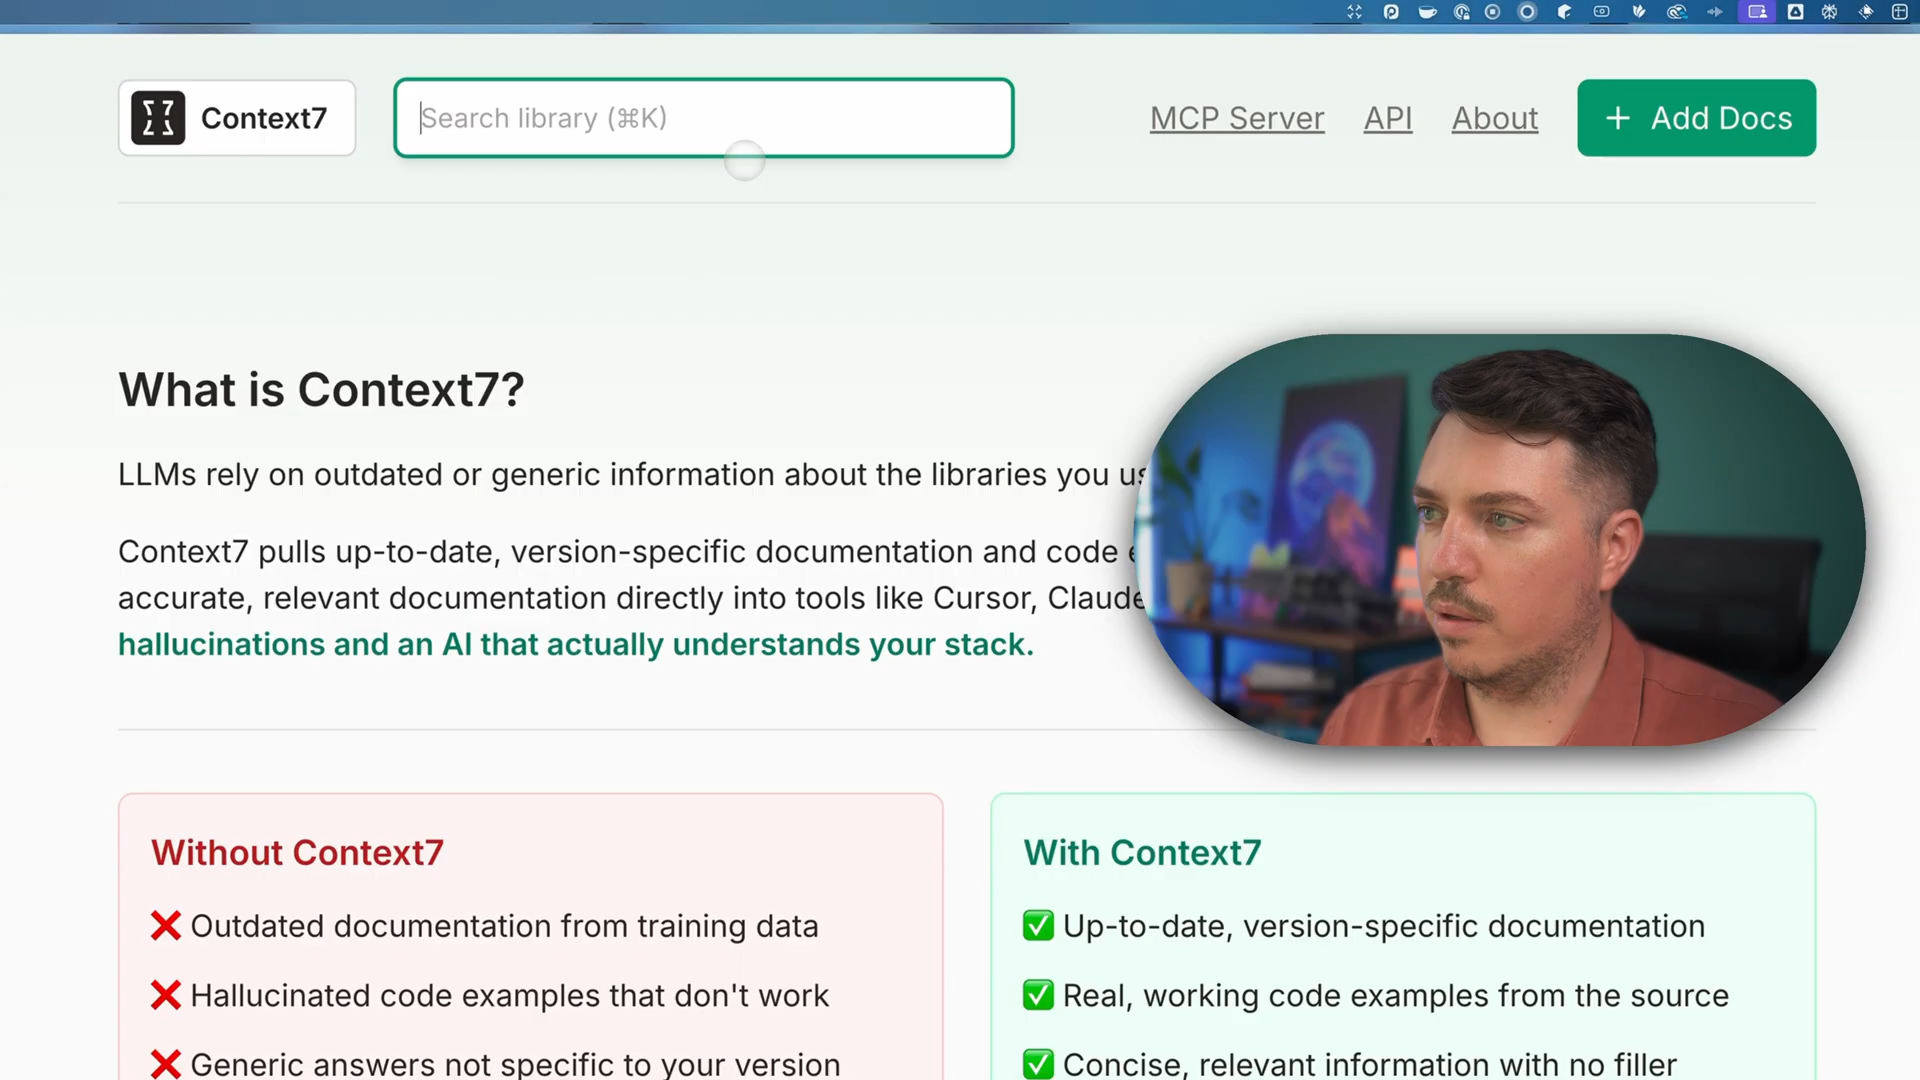 Context7
Search library (⌘K)
MCP Server
API
About
+ Add Docs
What is Context7?
LLMs rely on outdated or generic information about the libraries you
Context7 pulls up-to-date, version-specific documentation and code
accurate, relevant documentation directly into tools like Cursor, Claude
hallucinations and an AI that actually understands your stack.
Without Context7
❌ Outdated documentation from training data
❌ Hallucinated code examples that don't work
❌ Generic answers not specific to your version
With Context7
✅ Up-to-date, version-specific documentation
✅ Real, working code examples from the source
✅ Concise, relevant information with no filler